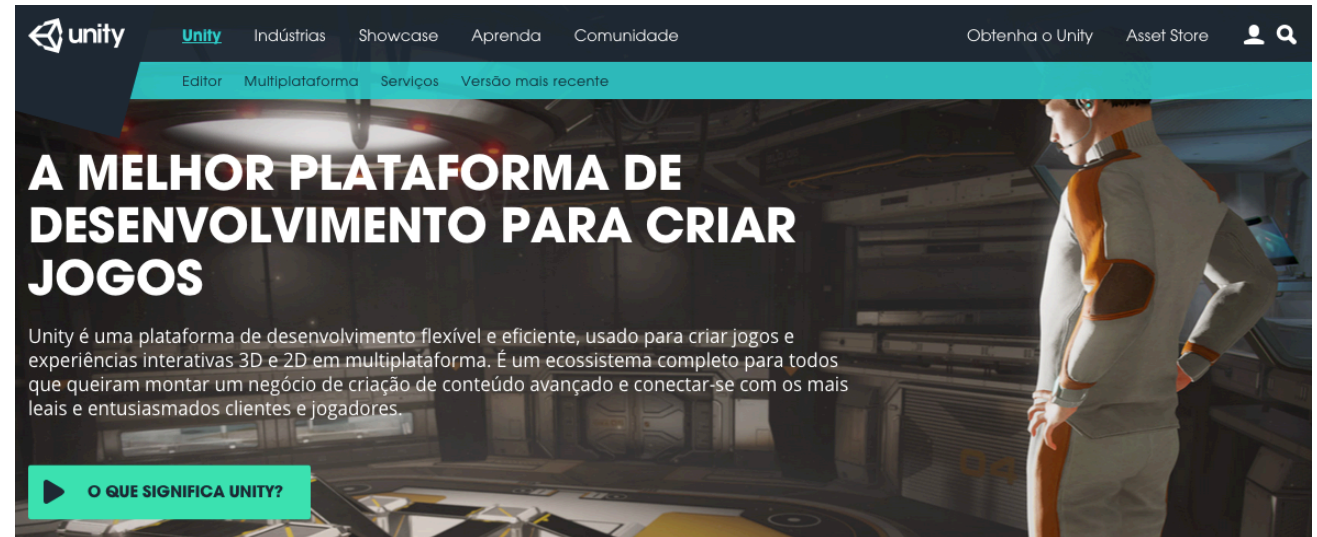 unity
Unity Indústrias Showcase Aprenda Comunidade Obtenha o Unity Asset Store
Editor Multiplataforma Serviços Versão mais recente
A MELHOR PLATAFORMA DE
DESENVOLVIMENTO PARA CRIAR
JOGOS
Unity é uma plataforma de desenvolvimento flexível e eficiente, usado para criar jogos e
experiências interativas 3D e 2D em multiplataforma. É um ecossistema completo para todos
que queiram montar um negócio de criação de conteúdo avançado e conectar-se com os mais
leais e entusiasmados clientes e jogadores.
04
O QUE SIGNIFICA UNITY?